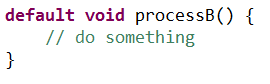 default void processB() {
    // do something
}